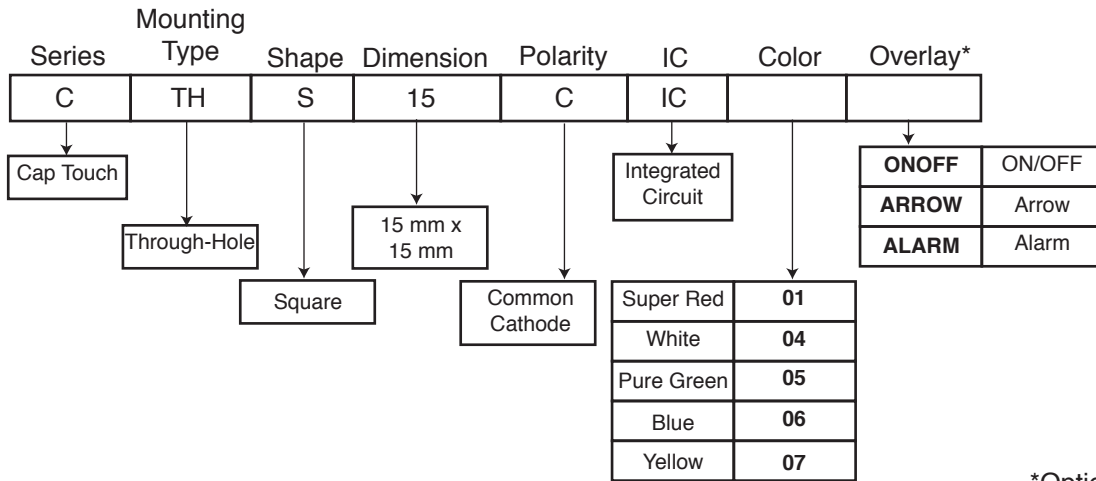 Mounting
Series Type Shape Dimension Polarity IC Color Overlay*
C TH S 15 C IC
Cap Touch
Through-Hole
Square
15 mm x
15 mm
Common
Cathode
Integrated
Circuit
Super Red 01
White 04
Pure Green 05
Blue 06
Yellow 07
ONOFF ON/OFF
ARROW Arrow
ALARM Alarm